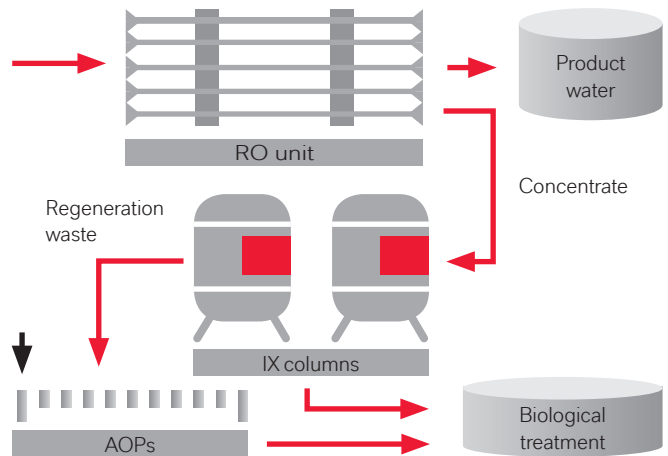 Product
water
RO unit
Concentrate
Regeneration
waste
IX columns
AOPs
Biological
treatment